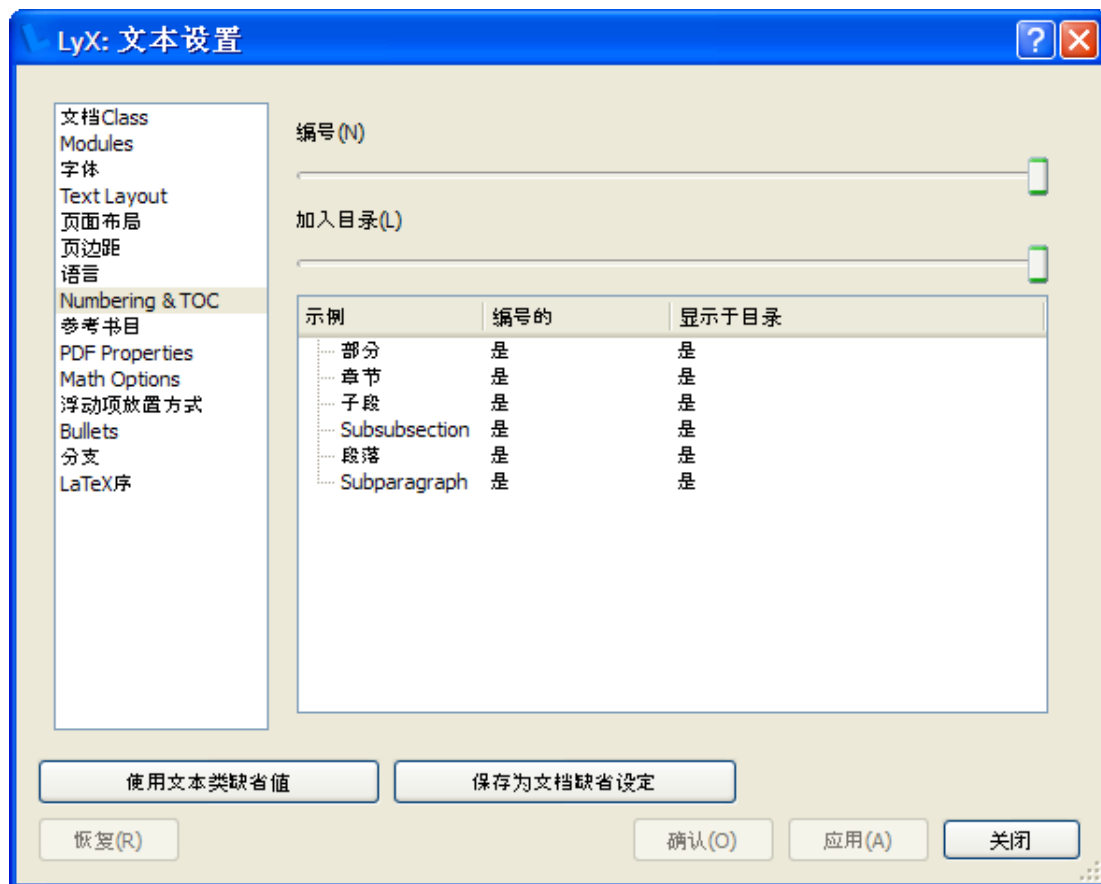 LyX: 文本设置
文档Class
Modules
字体
Text Layout
页面布局
页边距
语言
Numbering & TOC
参考书目
PDF Properties
Math Options
浮动项放置方式
Bullets
分支
LaTeX序
编号(N)
加入目录(L)
示例 编号的 显示于目录
部分 是 是
章节 是 是
子段 是 是
Subsubsection 是 是
段落 是 是
Subparagraph 是 是
使用文本类缺省值 保存为文档缺省设定
恢复(R) 确认(O) 应用(A) 关闭